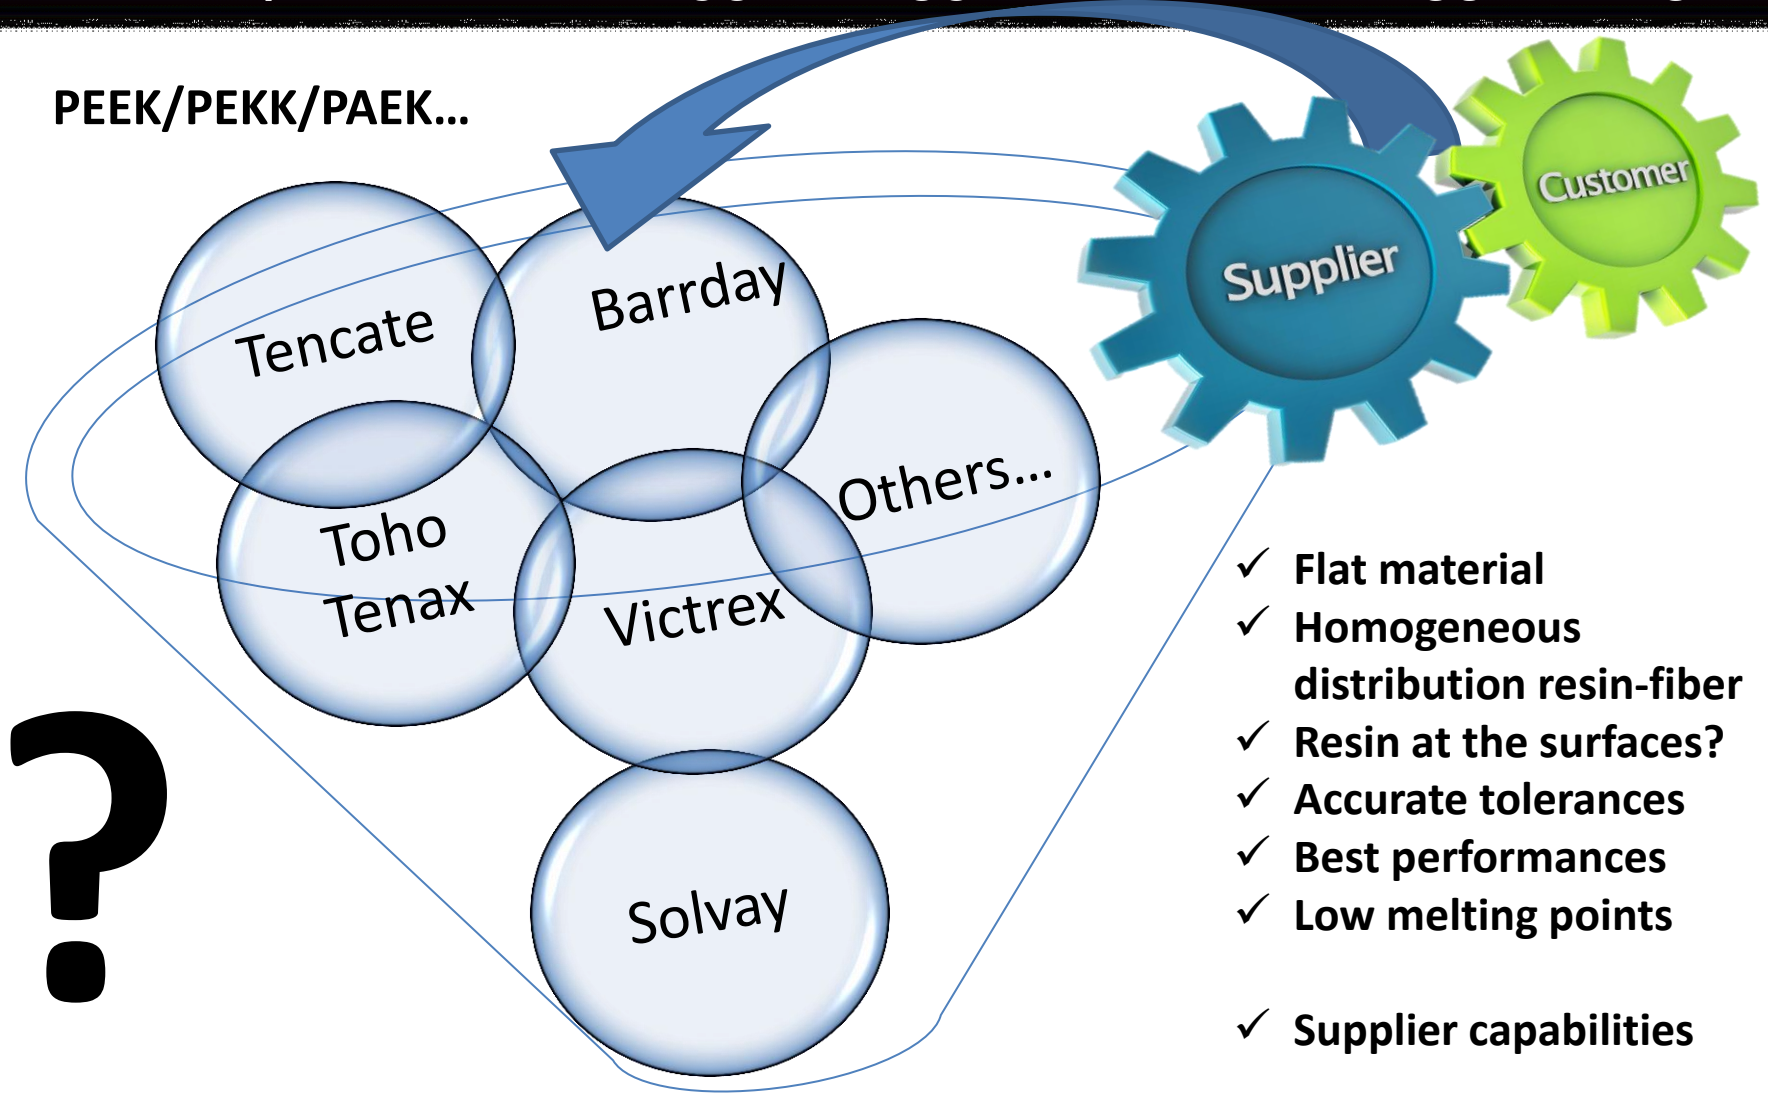 PEEK/PEKK/PAEK...
Customer
Supplier
Barrday
Tencate
Others...
Toho
Tenax
Victrex
Solvay
✓ Flat material
✓ Homogeneous
distribution resin-fiber
✓ Resin at the surfaces?
✓ Accurate tolerances
✓ Best performances
✓ Low melting points
✓ Supplier capabilities
?